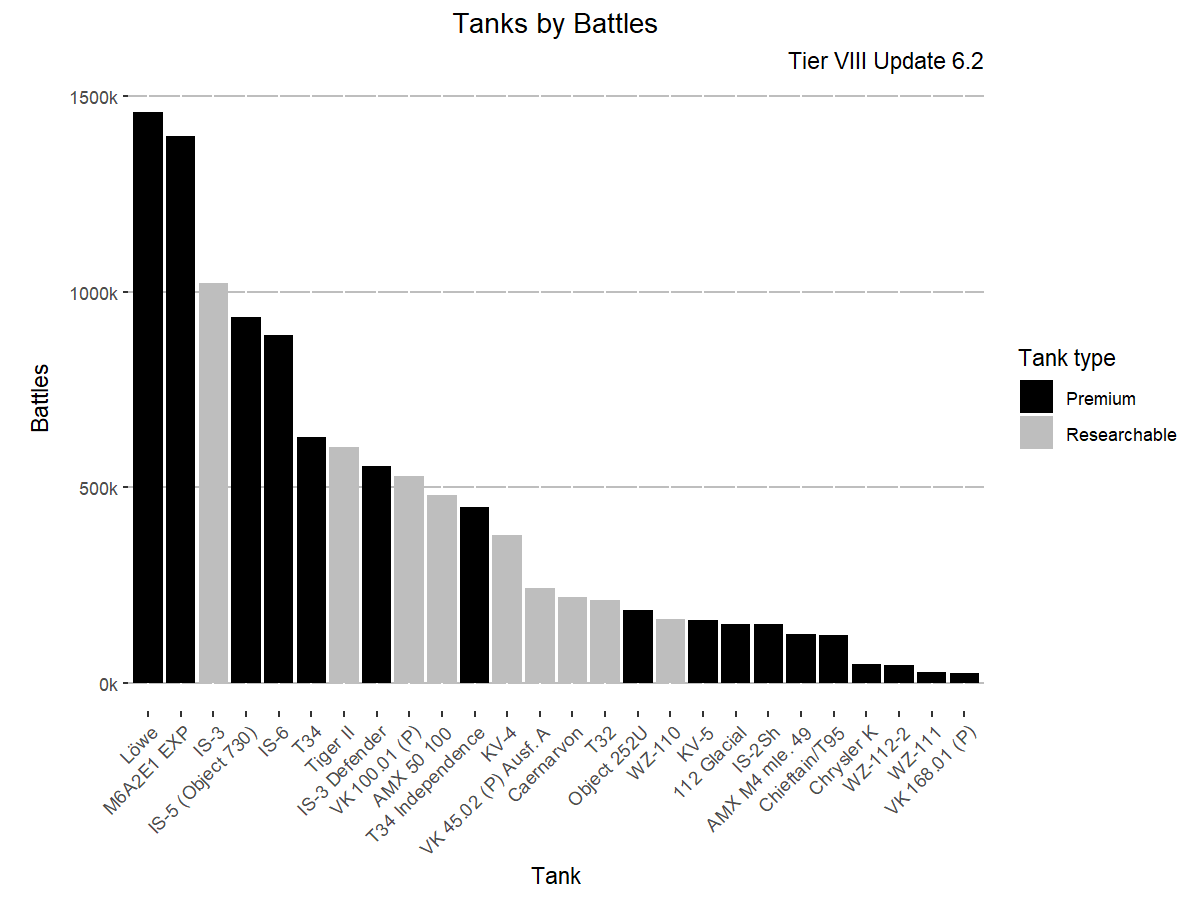 Tanks by Battles
Tier VIII Update 6.2
1500k
1000k
500k
0k
Battles
Löwe
M6A2E1 EXP
IS-3
IS-5 (Object 730)
IS-6
T34
Tiger II
IS-3 Defender
VK 100.01 (P)
AMX 50 100
T34 Independence
KV-4
VK 45.02 (P) Ausf. A
Caernarvon
T32
Object 252U
WZ-110
KV-5
112 Glacial
IS-2Sh
AMX M4 mle. 49
Chieftain/T95
Chrysler K
WZ-112-2
WZ-111
VK 168.01 (P)
Tank
Tank type
Premium
Researchable